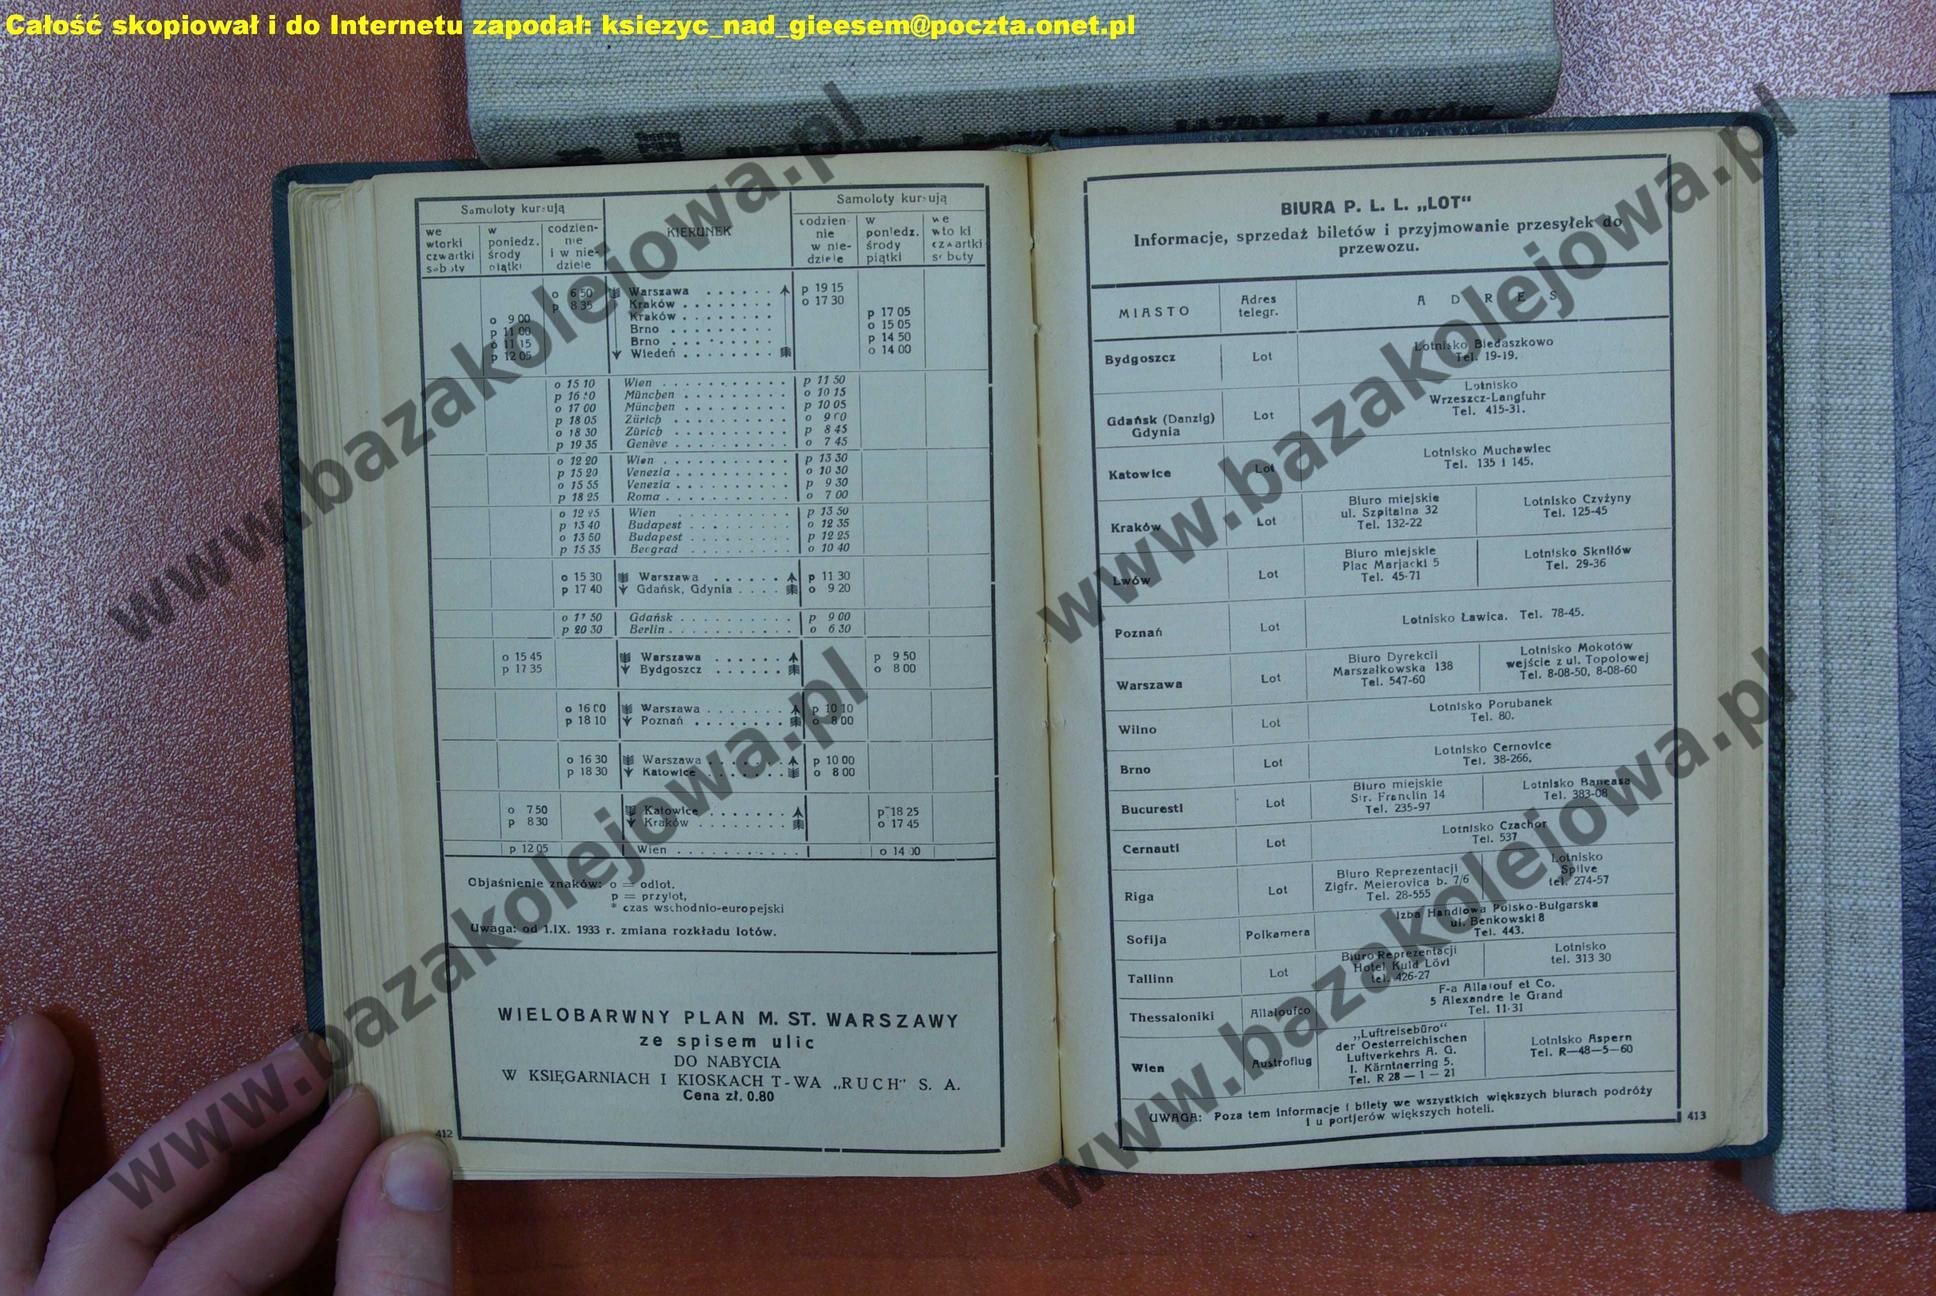 Całość skopiował i do Internetu zapodał: ksiezyc_nad_gieesem@poczta.onet.pl
Samoloty kursują KIERUNEK Samoloty kursują
we wtorki czwartki soboty
w poniedz. środy piątki
codziennie i w niedziele
codziennie w niedziele
w poniedz. środy piątki
we wtorki czwartki soboty
o 6 50 Warszawa p 19 15
p 8 35 Kraków o 17 30
o 9 00 Kraków p 17 05
p 11 00 Brno o 15 05
o 11 15 Brno p 14 50
p 12 05 Wiedeń o 14 00
o 15 10 Wien p 11 50
p 16 Müncben o 10 15
o 17 00 Müncben p 10 05
p 18 05 Züricb o 9 00
o 18 30 Züricb p 8 45
p 19 35 Genève o 7 45
o 12 20 Wien p 13 30
p 15 20 Venezia o 10 30
o 15 55 Venezia p 9 30
p 18 25 Roma o 7 00
o 12 Wien p 13 50
p 13 40 Budapest o 12 35
o 13 50 Budapest p 12 25
p 15 35 Beograd o 10 40
o 15 30 Warszawa p 11 30
p 17 40 Gdańsk, Gdynia o 9 20
o 17 50 Gdańsk p 9 00
p 20 30 Berlin o 6 30
o 15 45 Warszawa p 9 50
p 17 35 Bydgoszcz o 8 00
o 16 00 Warszawa p 10 10
p 18 10 Poznań o 8 00
o 16 30 Warszawa p 10 00
p 18 30 Katowice o 8 00
o 7 50 Katowice p 18 25
p 8 30 Kraków o 17 45
p 12 05 Wien o 14 00
Objaśnienie znaków: o = odlot,
p = przylot,
* czas wschodnio-europejski
Uwaga: od 1.IX. 1933 r. zmiana rozkładu lotów.
WIELOBARWNY PLAN M. ST. WARSZAWY
ze spisem ulic
DO NABYCIA
W KSIĘGARNIACH I KIOSKACH T-WA „RUCH" S. A.
Cena zł. 0.80
412
BIURA P. L. L. „LOT"
Informacje, sprzedaż biletów i przyjmowanie przesyłek do
przewozu.
MIASTO Adres telegr. ADRES
Bydgoszcz Lot Lotnisko Biedaszkowo
Tel. 19-19.
Gdańsk (Danzig) Gdynia Lot Lotnisko
Wrzeszcz-Langfuhr
Tel. 415-31.
Katowice Lot Lotnisko Muchawiec
Tel. 135 i 145.
Kraków Lot Biuro miejskie
ul. Szpitalna 32
Tel. 132-22
Lotnisko Czyżyny
Tel. 125-45
Lwów Lot Biuro miejskie
Plac Marjacki 5
Tel. 45-71
Lotnisko Skniłów
Tel. 29-36
Poznań Lot Lotnisko Ławica. Tel. 78-45.
Warszawa Lot Biuro Dyrekcji
Marszałkowska 138
Tel. 547-60
Lotnisko Mokotów
wejście z ul. Topolowej
Tel. 8-08-50, 8-08-60
Wilno Lot Lotnisko Porubanek
Tel. 80.
Brno Lot Lotnisko Cernovice
Tel. 38-266.
Bucuresti Lot Biuro miejskie
Str. Franclin 14
Tel. 235-97
Lotnisko Baneasa
Tel. 383-08
Cernauti Lot Lotnisko Czachor
Tel. 537
Riga Lot Biuro Reprezentacji
Zigfr. Meierovica b. 7/6
Tel. 28-555
Lotnisko
Spilve
tel. 274-57
Sofija Polkamera Izba Handlowa Polsko-Bułgarska
ul. Benkowski 8
Tel. 443.
Tallinn Lot Biuro Reprezentacji
Hotel Kuld Lövi
tel. 426-27
Lotnisko
tel. 313 30
Thessaloniki Allaloufco F-a Allalouf et Co.
5 Alexandre le Grand
Tel. 11-31
Wien Austroflug „Luftreisebüro"
der Oesterreichischen
Luftverkehrs A. G.
I. Kärntnerring 5.
Tel. R 28 — 1 — 21
Lotnisko Aspern
Tel. R—48—5—60
UWAGA: Poza tem informacje i bilety we wszystkich większych biurach podróży
i u portjerów większych hoteli.
413
www.bazakolejowa.pl
www.bazakolejowa.pl
www.bazakolejowa.pl
www.bazakolejowa.pl